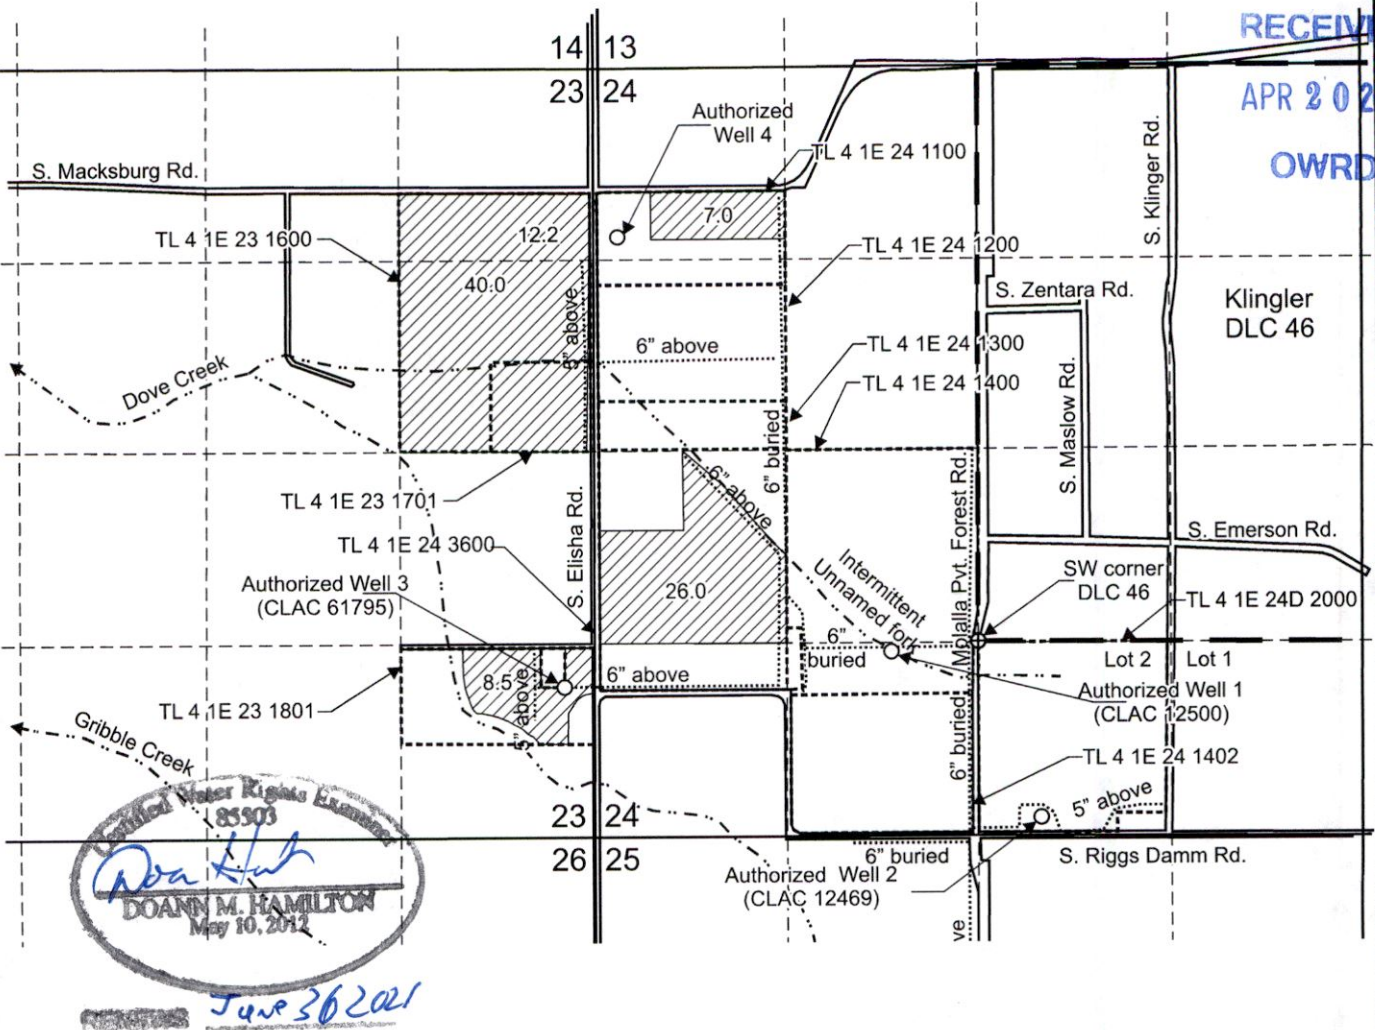 RECEIV
APR 2 0 2
OWRD
14 13
23 24
Authorized
Well 4
TL 4 1E 24 1100
S. Macksburg Rd.
S. Klinger Rd.
7.0
12.2
TL 4 1E 23 1600
TL 4 1E 24 1200
40.0
S. Zentara Rd.
Klingler
DLC 46
5" above
6" above
TL 4 1E 24 1300
TL 4 1E 24 1400
Dove Creek
S. Maslow Rd.
6" buried
6" above
TL 4 1E 23 1701
S. Elisha Rd.
Molalla Pvt. Forest Rd.
S. Emerson Rd.
TL 4 1E 24 3600
Intermittent
Unnamed fork
SW corner
DLC 46
Authorized Well 3
(CLAC 61795)
26.0
TL 4 1E 24D 2000
6"
buried
Lot 2
Lot 1
8.5
6" above
5" above
Authorized Well 1
(CLAC 12500)
TL 4 1E 23 1801
6" buried
Gribble Creek
TL 4 1E 24 1402
5" above
23 24
26 25
6" buried
S. Riggs Damm Rd.
Authorized Well 2
(CLAC 12469)
ve
Certified Water Rights Examiner
85303
DOANN M. HAMILTON
May 10, 2012
June 30 2021